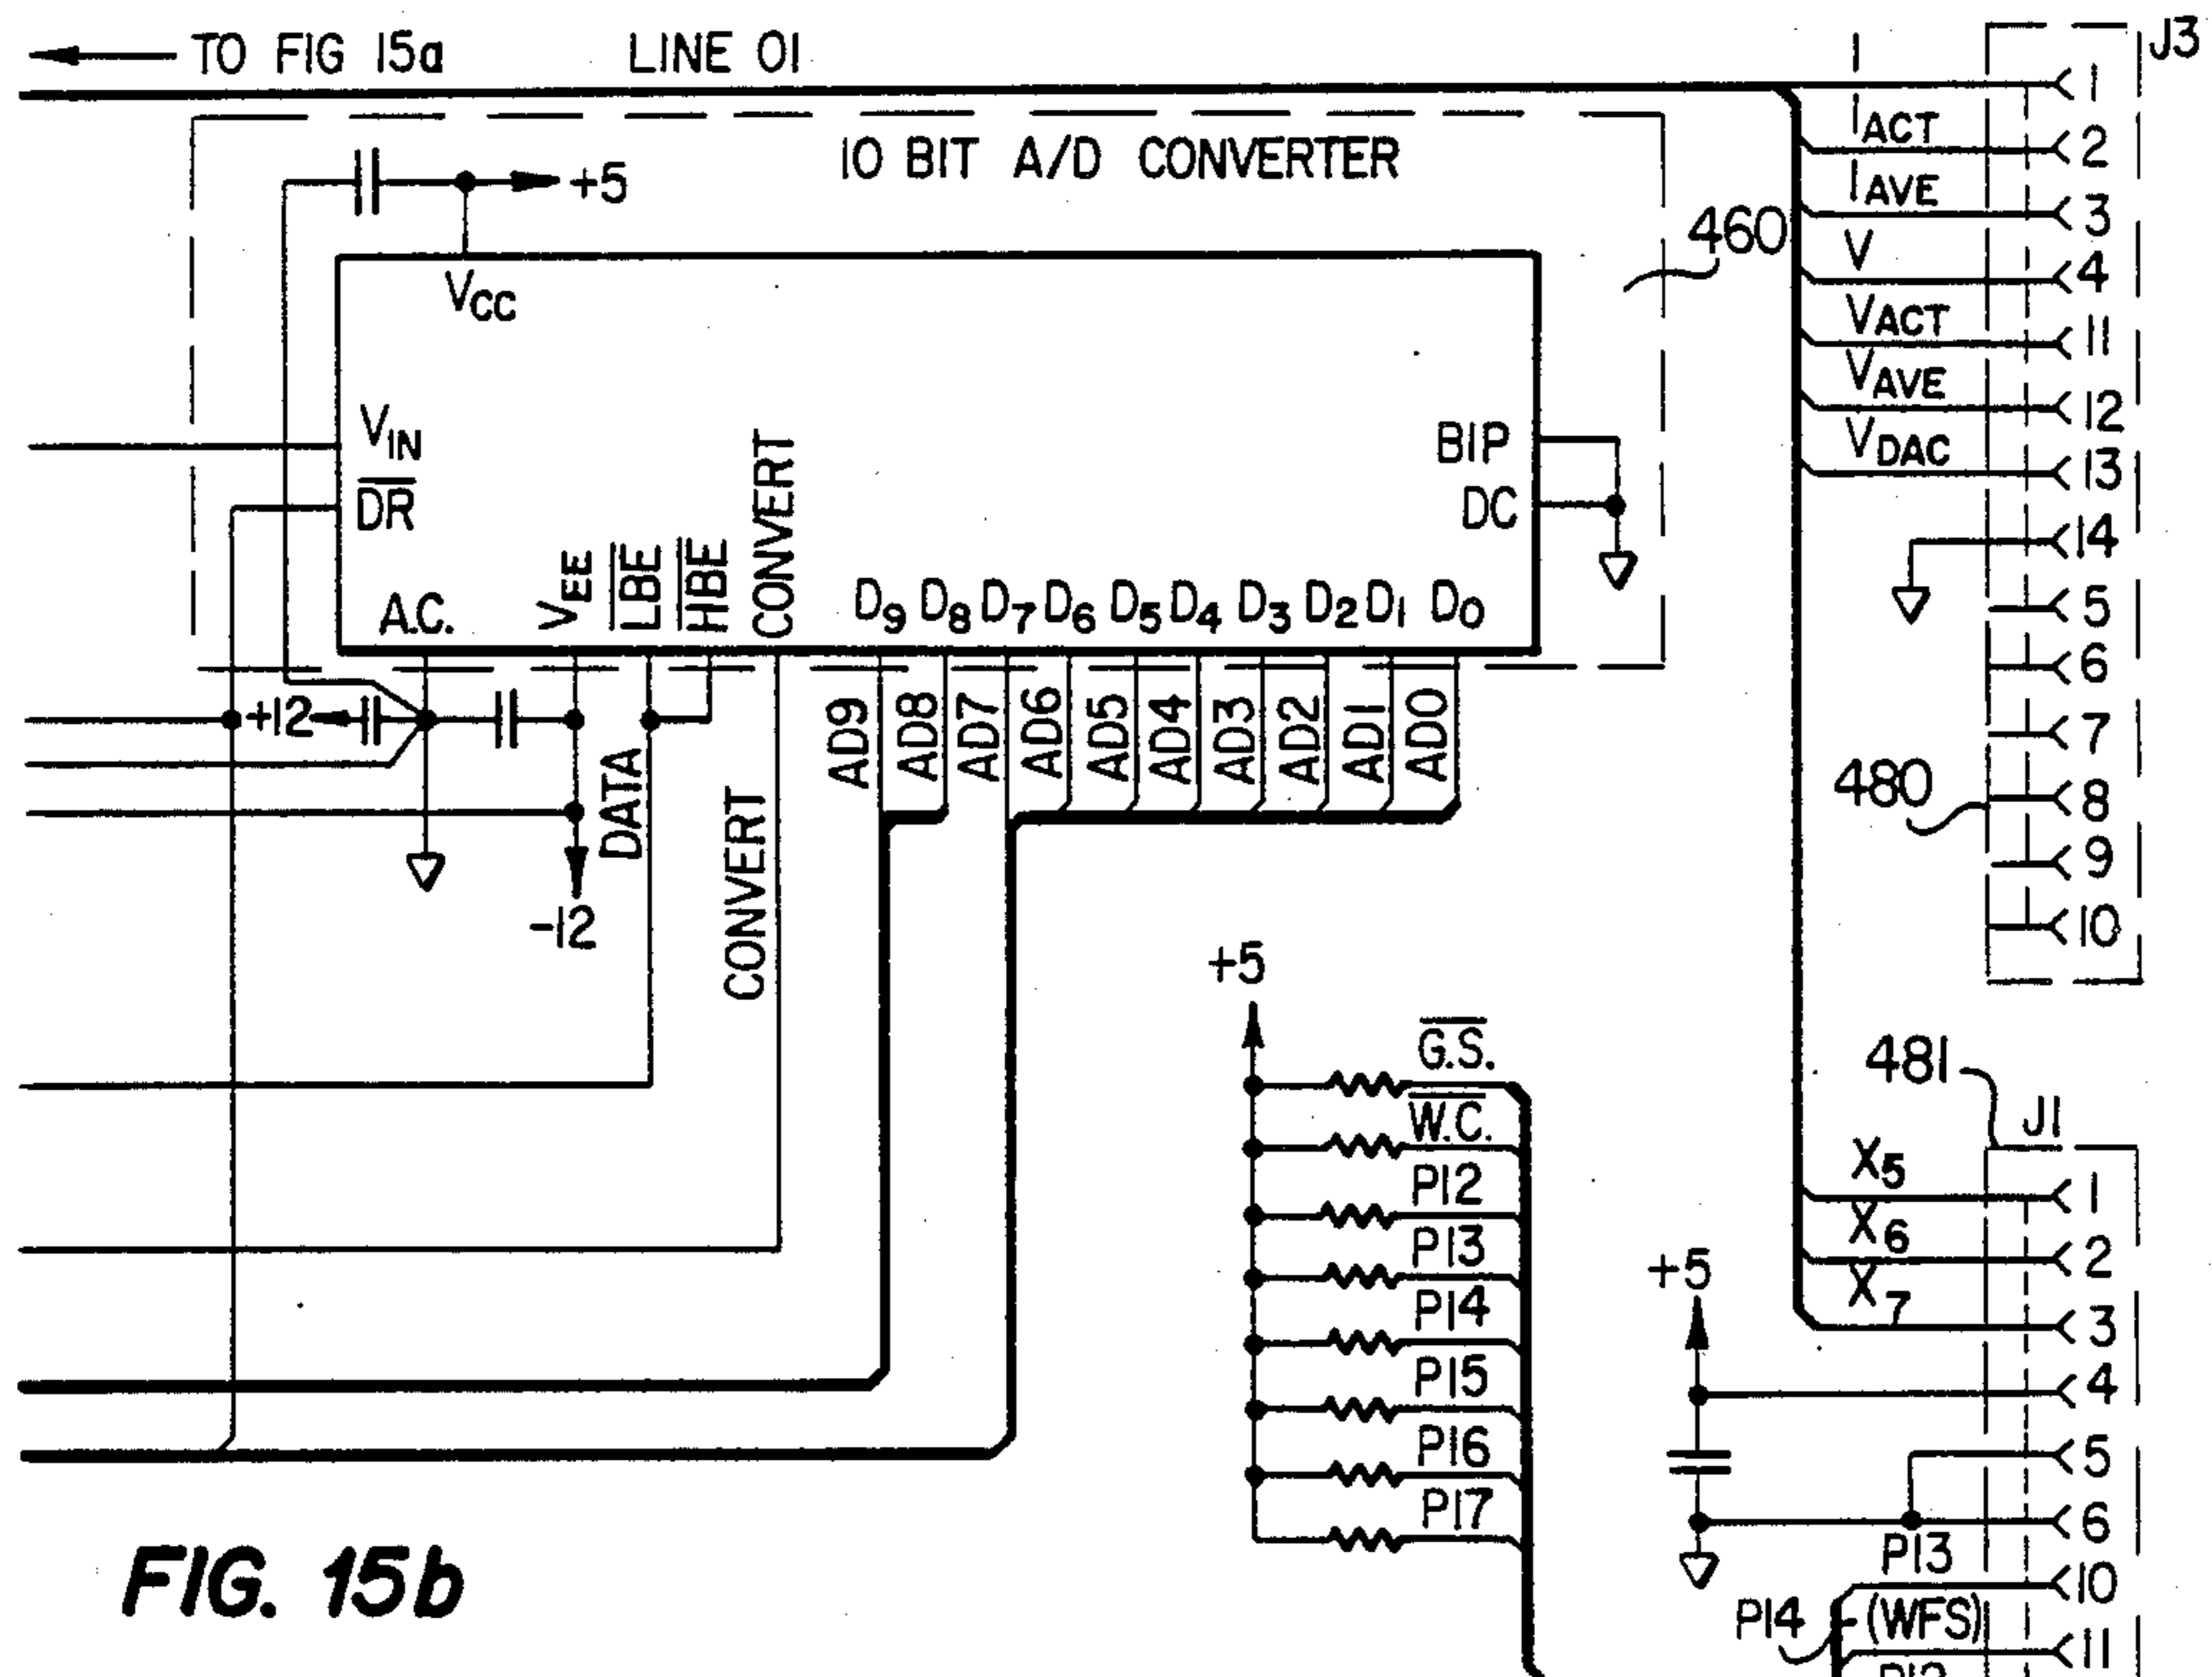 TO FIG 15a LINE 01
10 BIT A/D CONVERTER
+5
VCC
460
VIN
DR
A.C.
VEE
LBE
HBE
CONVERT
D9 D8 D7 D6 D5 D4 D3 D2 D1 D0
BIP
DC
+12
-12
DATA
CONVERT
AD9
AD8
AD7
AD6
AD5
AD4
AD3
AD2
AD1
AD0
J3
I 1
IACT 2
IAVE 3
V 4
VACT 11
VAVE 12
VDAC 13
14
5
6
7
8
9
10
480
+5
G.S.
W.C.
P12
P13
P14
P15
P16
P17
481
J1
X5 1
X6 2
X7 3
+5
4
5
6
P13 10
P14 (WFS) 11
FIG. 15b